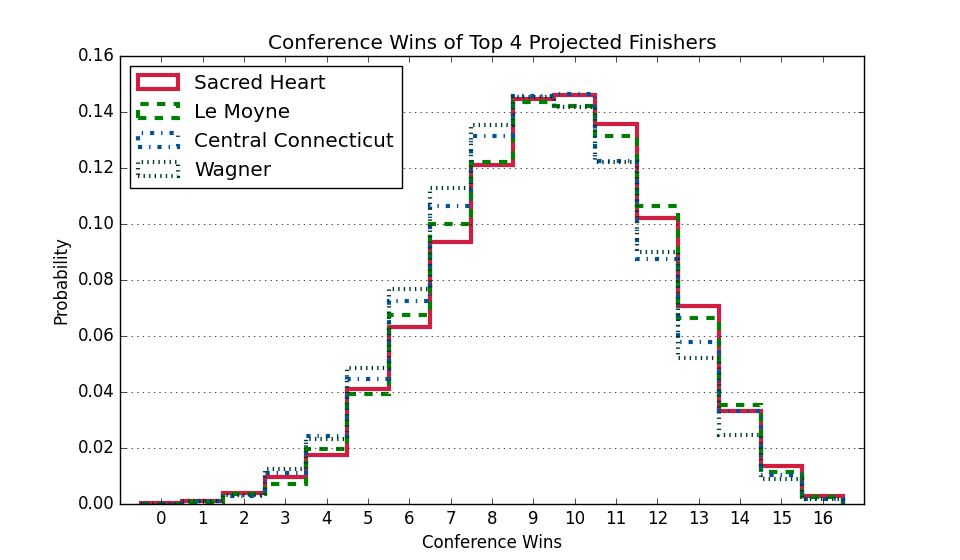 Conference Wins of Top 4 Projected Finishers
Sacred Heart
Le Moyne
Central Connecticut
Wagner
0.16
0.14
0.12
0.10
0.08
0.06
0.04
0.02
0.00
Probability
0 1 2 3 4 5 6 7 8 9 10 11 12 13 14 15 16
Conference Wins